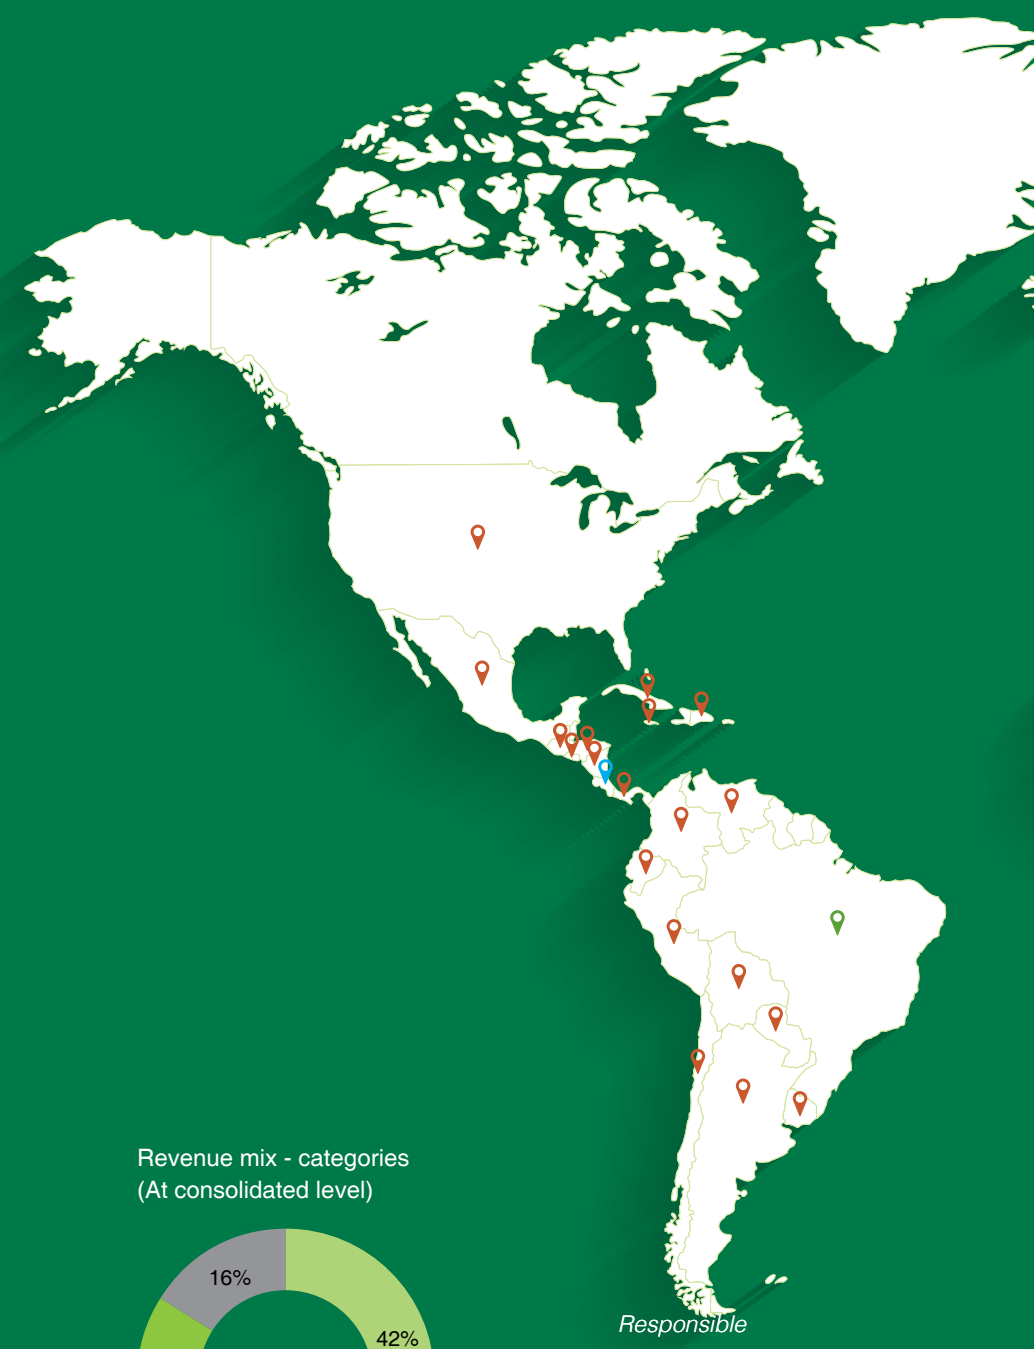 Revenue mix - categories
(At consolidated level)
16%
42%
Responsible